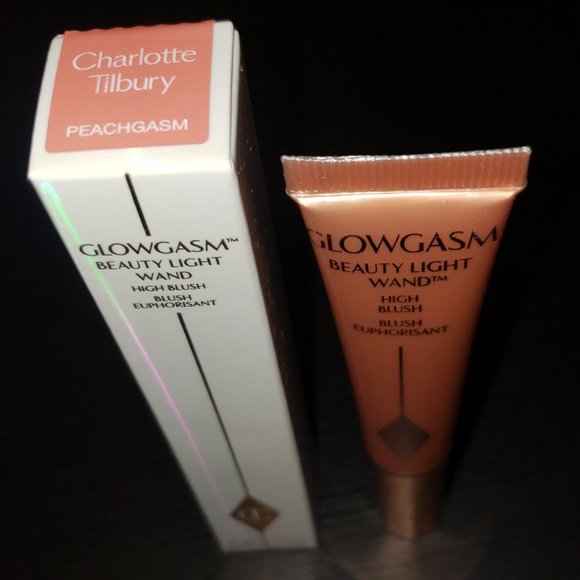 Charlotte
Tilbury
PEACHGASM
GLOWGASM™
BEAUTY LIGHT
WAND
HIGH BLUSH
BLUSH
EUPHORISANT
GLOWGASM
BEAUTY LIGHT
WAND™
HIGH
BLUSH
BLUSH
EUPHORISANT